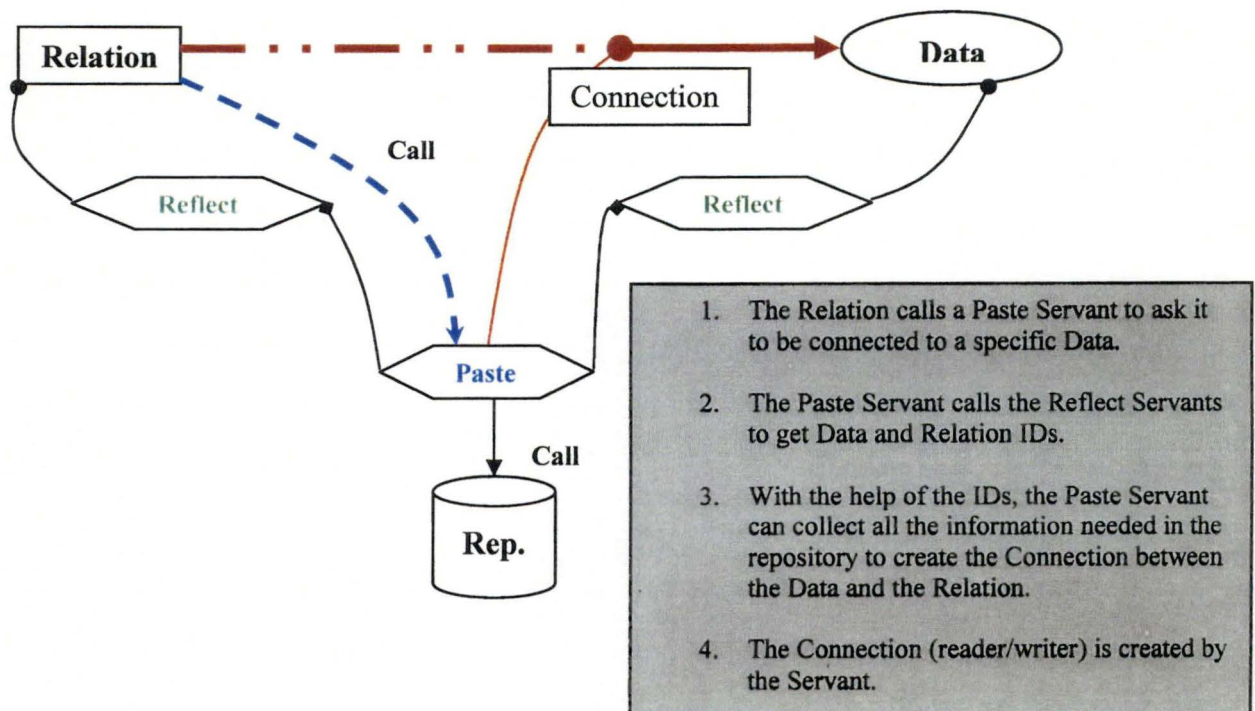 Relation
Data
Connection
Call
Reflect
Reflect
Paste
Call
Rep.
1. The Relation calls a Paste Servant to ask it
to be connected to a specific Data.
2. The Paste Servant calls the Reflect Servants
to get Data and Relation IDs.
3. With the help of the IDs, the Paste Servant
can collect all the information needed in the
repository to create the Connection between
the Data and the Relation.
4. The Connection (reader/writer) is created by
the Servant.